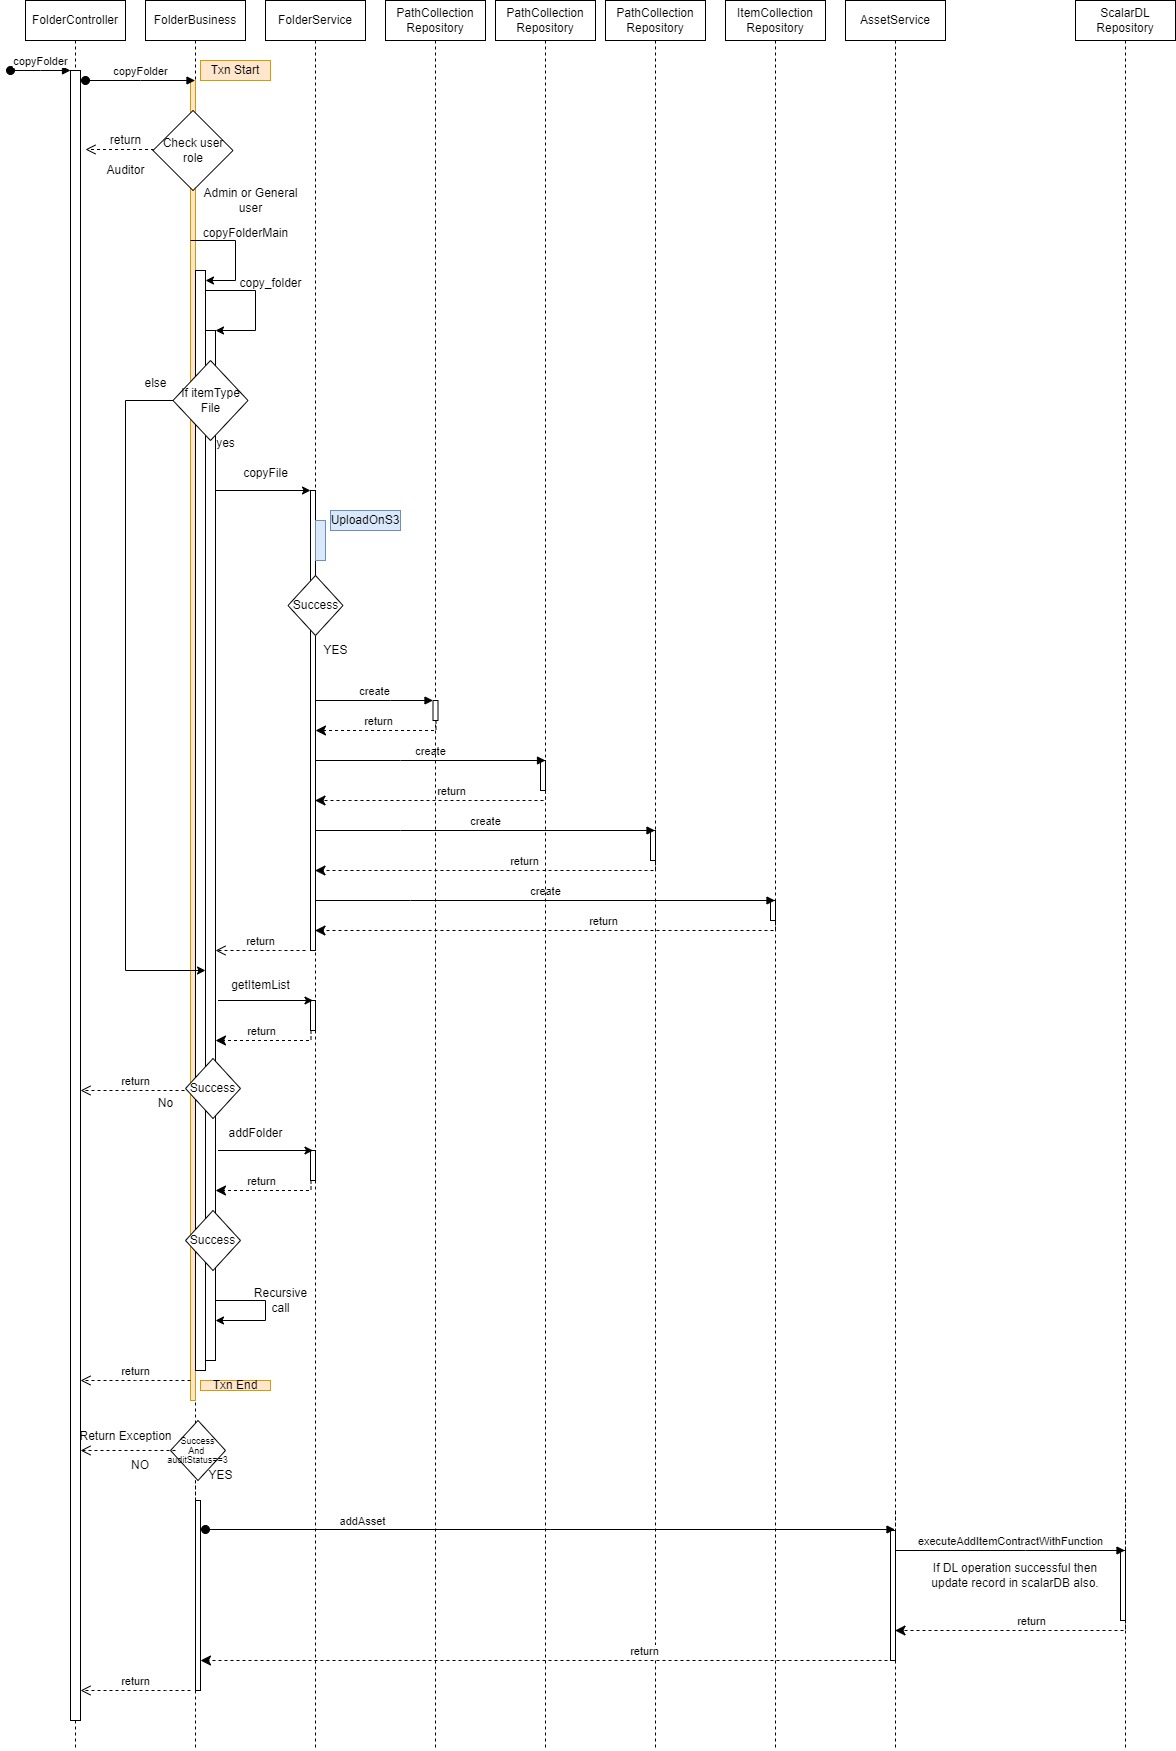 FolderController
FolderBusiness
FolderService
PathCollection
Repository
PathCollection
Repository
PathCollection
Repository
ItemCollection
Repository
AssetService
ScalarDL
Repository
copyFolder
copyFolder
Txn Start
return
Check user
role
Auditor
Admin or General
user
copyFolderMain
copy_folder
else
If itemType
File
yes
copyFile
UploadOnS3
Success
YES
create
return
create
return
create
return
create
return
return
getItemList
return
return
Success
No
addFolder
return
Success
Recursive
call
return
Txn End
Return Exception
Success
And
auditStatus==3
NO
YES
addAsset
executeAddItemContractWithFunction
If DL operation successful then
update record in scalarDB also.
return
return
return